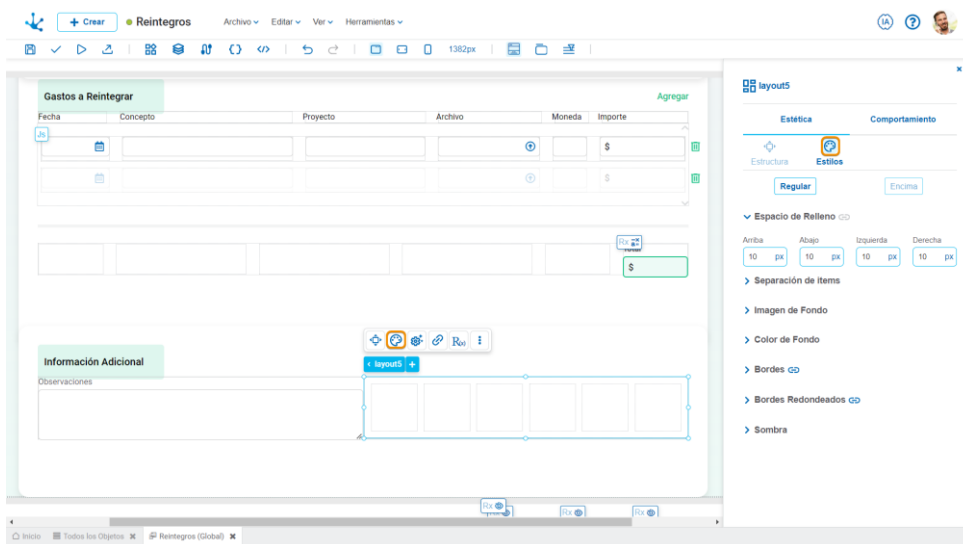 Crear
Reintegros
Archivo
Editar
Ver
Herramientas
IA
?
1382px
Gastos a Reintegrar
Agregar
Fecha Concepto Proyecto Archivo Moneda Importe
Js
$
$
Rx
$
layout5
Información Adicional
Observaciones
Rx
Rx
Rx
layout5
Estética Comportamiento
Estructura Estilos
Regular Encima
Espacio de Relleno
Arriba Abajo Izquierda Derecha
10 px 10 px 10 px 10 px
Separación de items
Imagen de Fondo
Color de Fondo
Bordes
Bordes Redondeados
Sombra
Inicio Todos los Objetos Reintegros (Global)